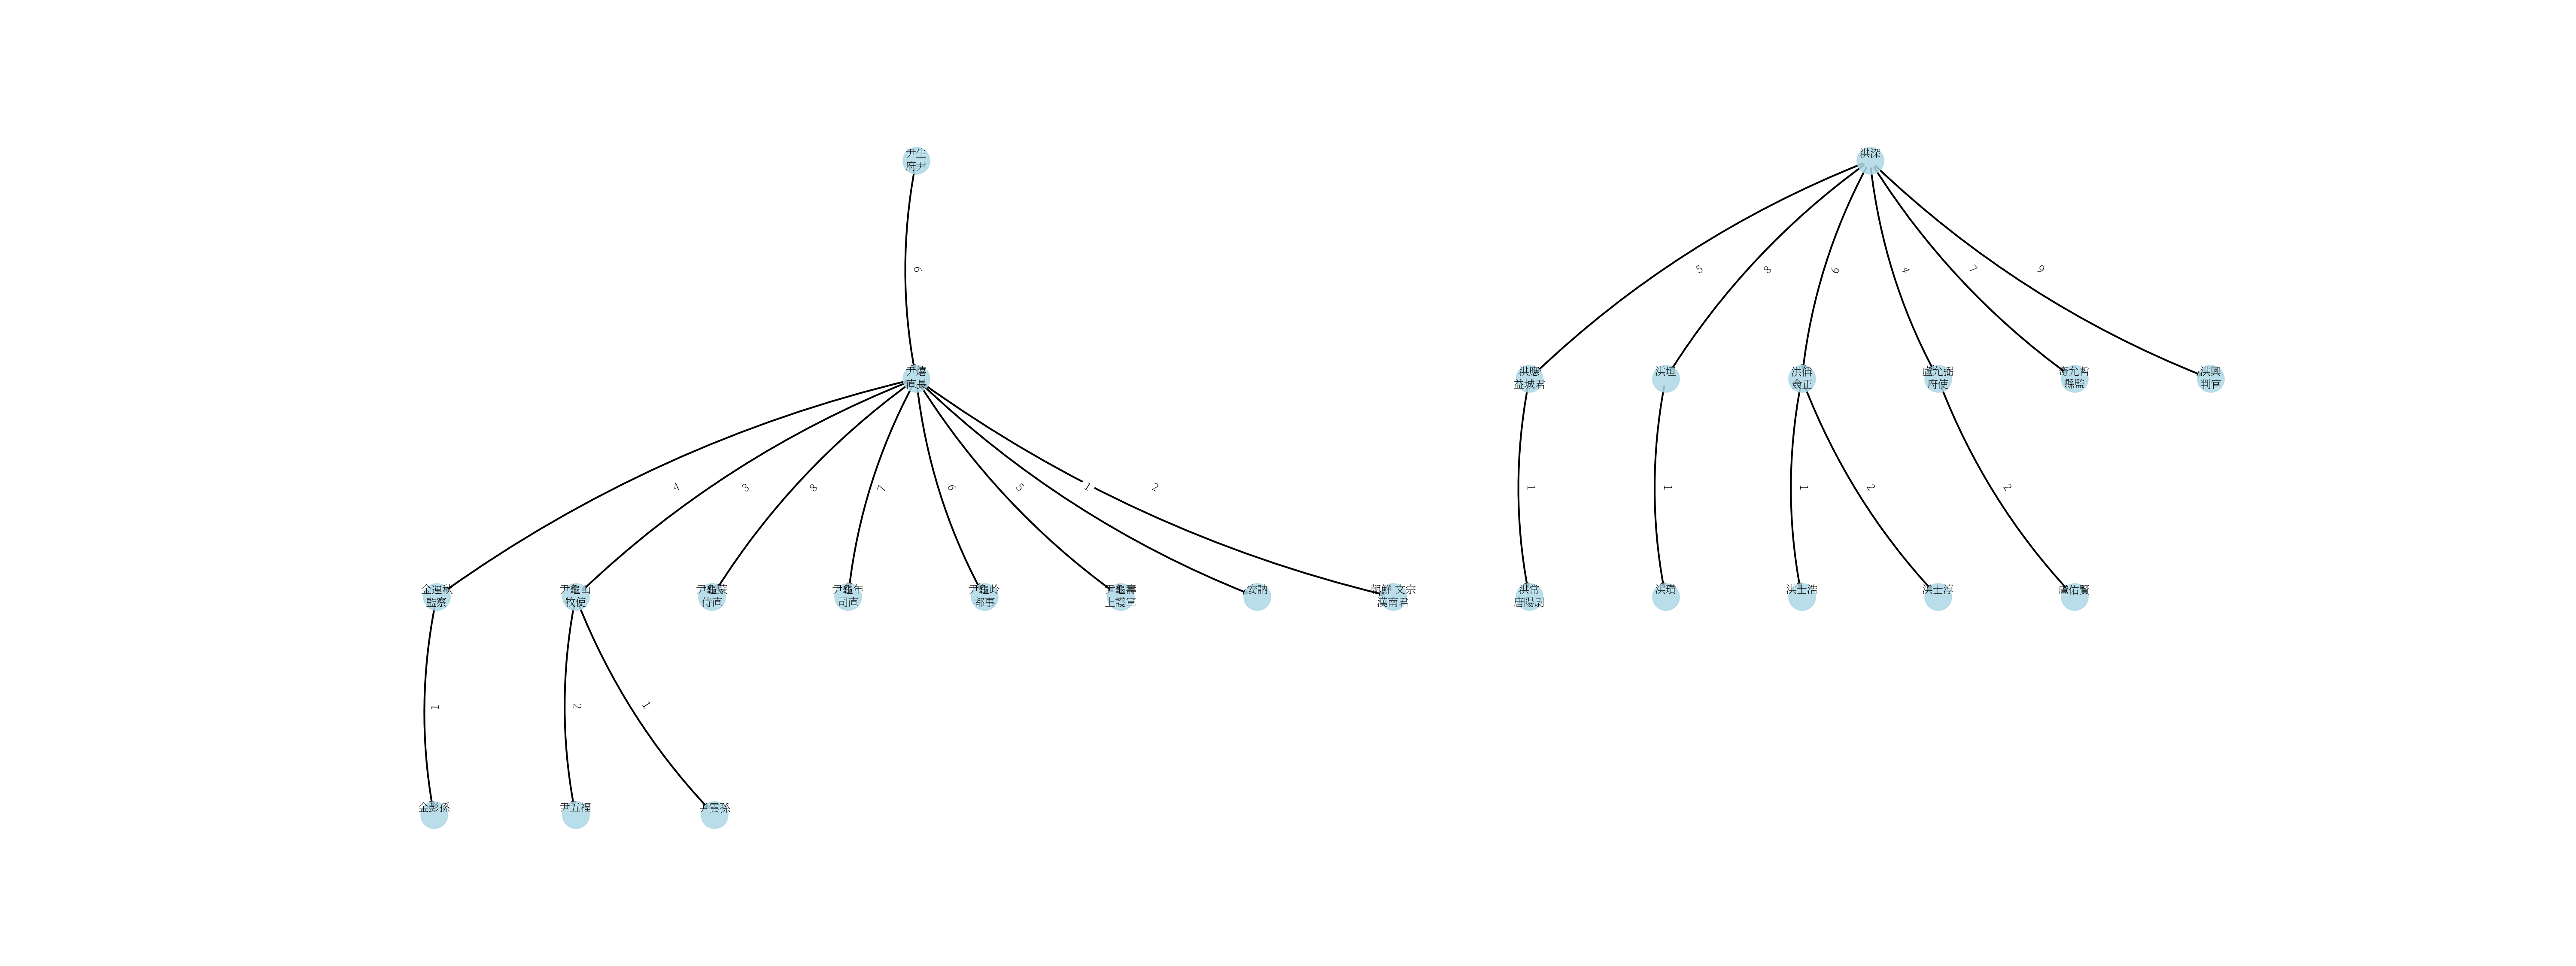 尹生
府尹
洪深
6
5
8
6
4
7
9
尹熺
直長
洪應
益城君
洪垣
洪偁
僉正
盧允弼
府使
奇允哲
縣監
洪興
判官
4
3
8
7
6
5
1
2
1
1
1
2
2
金運秋
監察
尹龜山
牧使
尹龜蒙
侍直
尹龜年
司直
尹龜岭
都事
尹龜壽
上護軍
安訥
朝鮮 文宗
漢南君
洪常
唐陽尉
洪瓚
洪士浩
洪士淳
盧佑賢
1
2
1
金彭孫
尹五福
尹雲孫